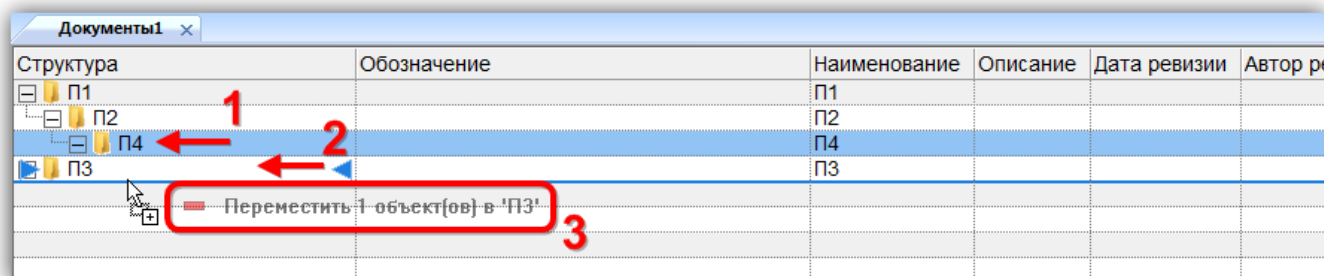 Документы1
Структура Обозначение Наименование Описание Дата ревизии Автор ре
П1 П1
1
П2 П2
П4 П4
2
П3 П3
Переместить 1 объект(ов) в 'П3'
3